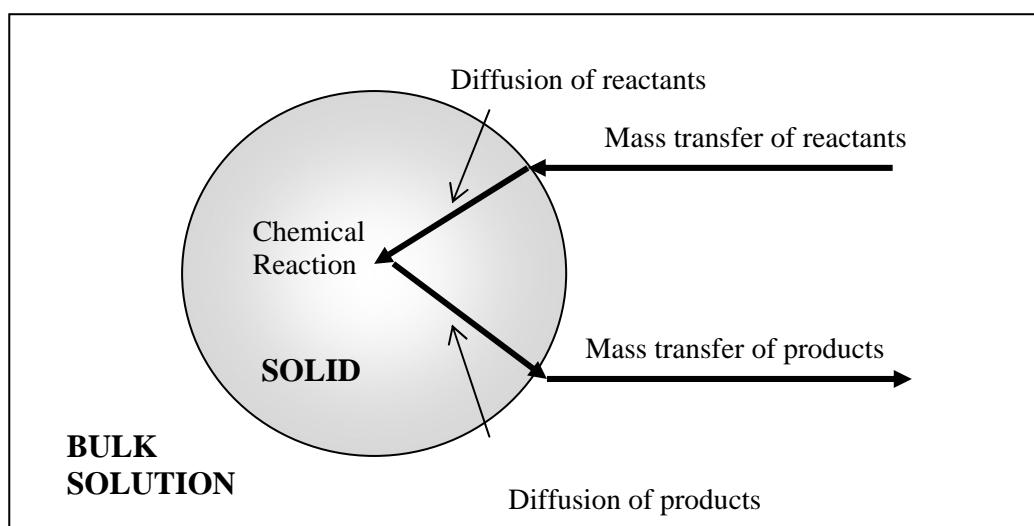 Diffusion of reactants
Mass transfer of reactants
Chemical
Reaction
Mass transfer of products
SOLID
BULK
SOLUTION
Diffusion of products